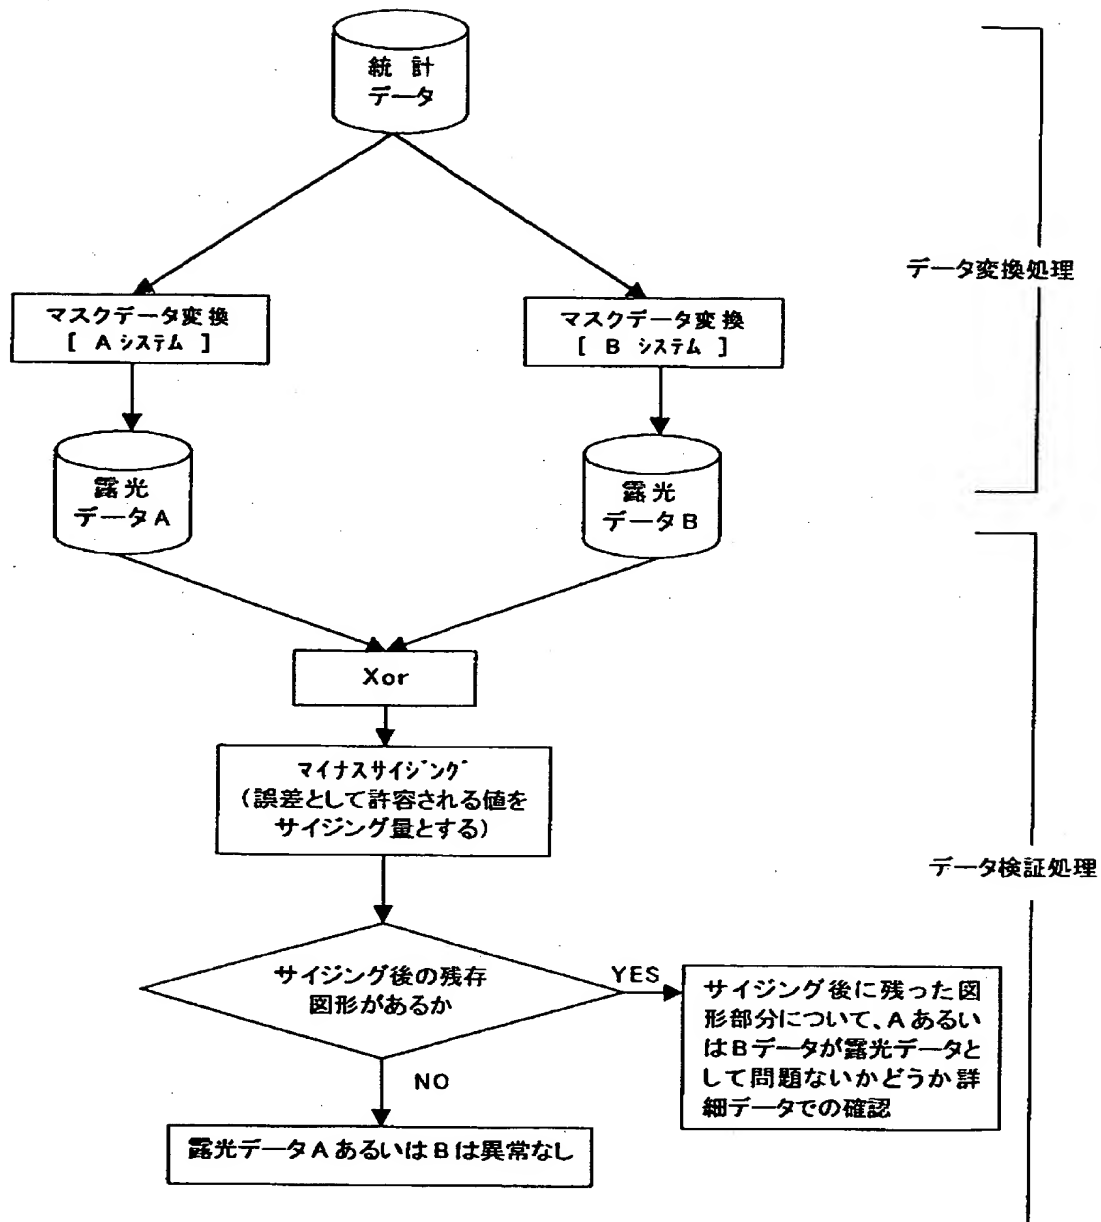 統 計
データ
データ変換処理
マスクデータ変換
[ A ｼｽﾃﾑ ]
マスクデータ変換
[ B ｼｽﾃﾑ ]
露光
データA
露光
データB
Xor
ﾏｲﾅｽｻｲｼﾞﾝｸﾞ
(誤差として許容される値を
サイジング量とする)
データ検証処理
サイジング後の残存
図形があるか
YES
サイジング後に残った図
形部分について、Aあるい
はBデータが露光データと
して問題ないかどうか詳
細データでの確認
NO
露光データAあるいはBは異常なし